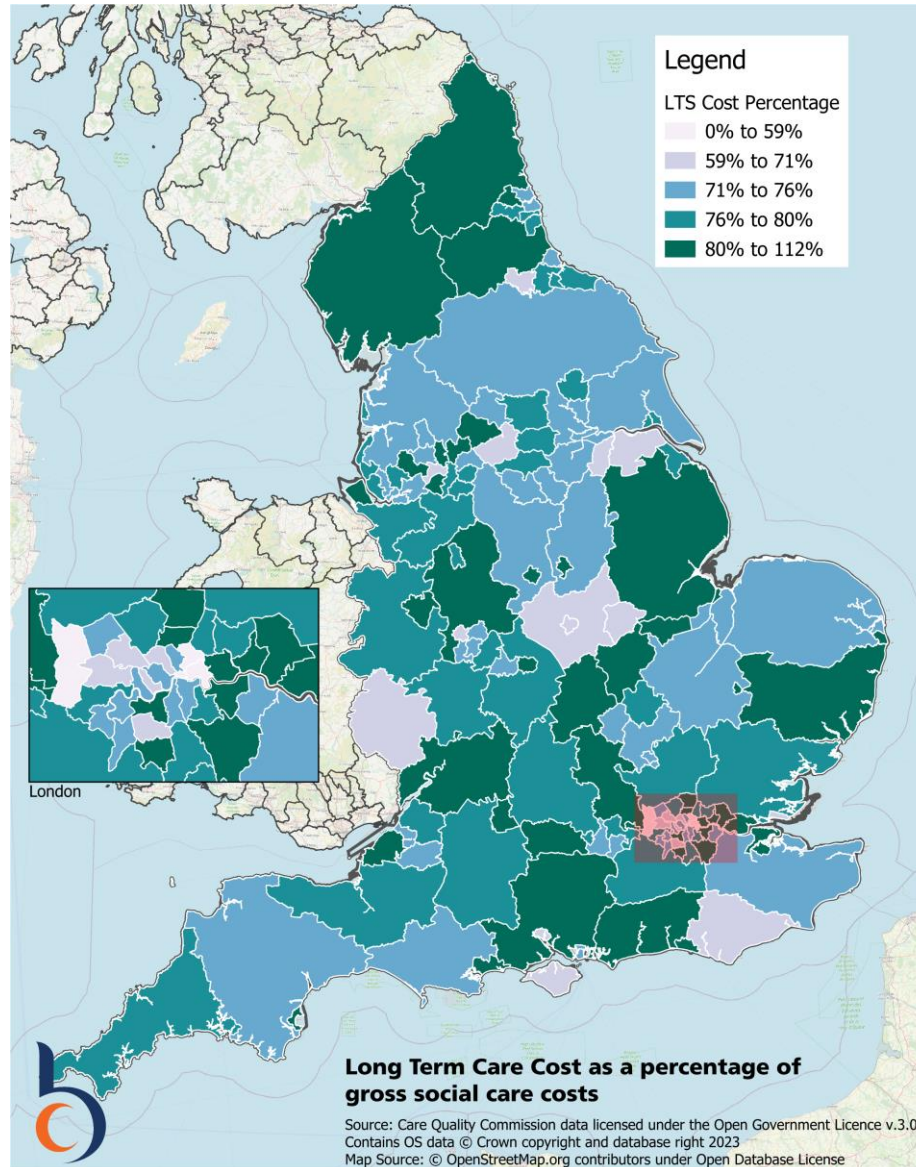 Legend
LTS Cost Percentage
0% to 59%
59% to 71%
71% to 76%
76% to 80%
80% to 112%
London
Long Term Care Cost as a percentage of
gross social care costs
Source: Care Quality Commission data licensed under the Open Government Licence v.3.0
Contains OS data © Crown copyright and database right 2023
Map Source: © OpenStreetMap.org contributors under Open Database License